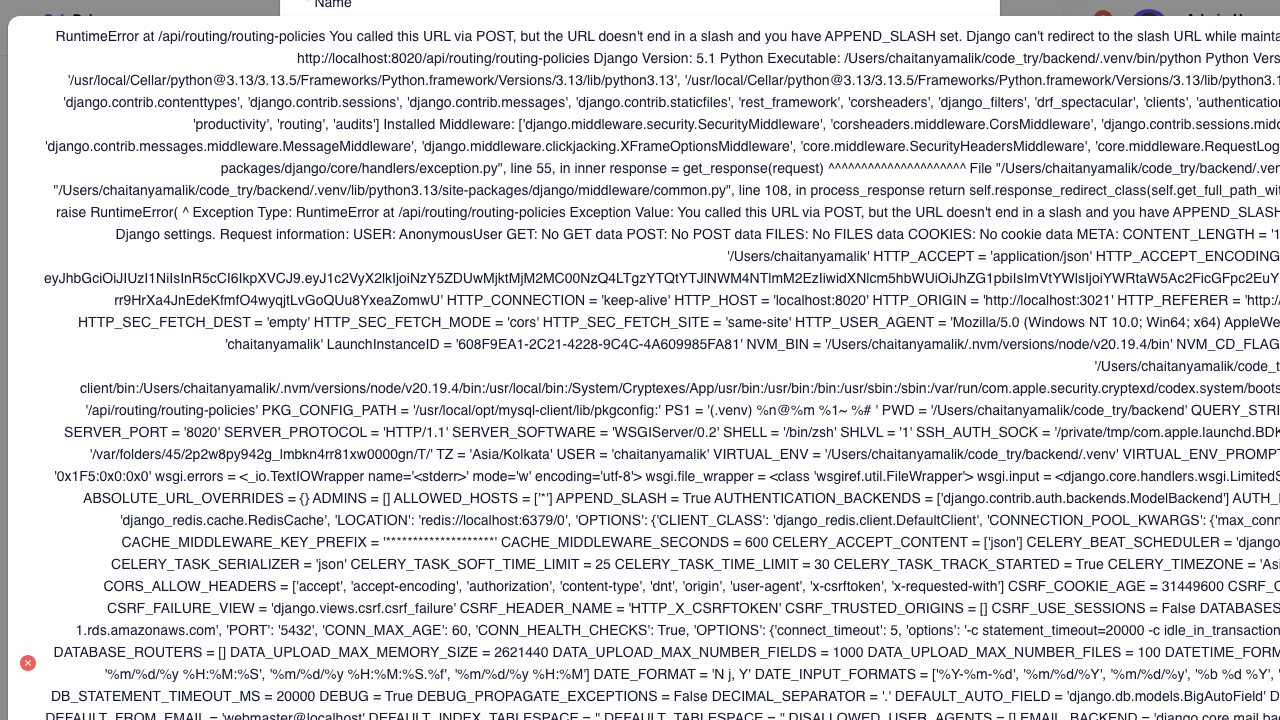 * Name
RuntimeError at /api/routing/routing-policies You called this URL via POST, but the URL doesn't end in a slash and you have APPEND_SLASH set. Django can't redirect to the slash URL while mainta
http://localhost:8020/api/routing/routing-policies Django Version: 5.1 Python Executable: /Users/chaitanyamalik/code_try/backend/.venv/bin/python Python Vers
'/usr/local/Cellar/python@3.13/3.13.5/Frameworks/Python.framework/Versions/3.13/lib/python3.13', '/usr/local/Cellar/python@3.13/3.13.5/Frameworks/Python.framework/Versions/3.13/lib/python3.1
'django.contrib.contenttypes', 'django.contrib.sessions', 'django.contrib.messages', 'django.contrib.staticfiles', 'rest_framework', 'corsheaders', 'django_filters', 'drf_spectacular', 'clients', 'authentication
'productivity', 'routing', 'audits'] Installed Middleware: ['django.middleware.security.SecurityMiddleware', 'corsheaders.middleware.CorsMiddleware', 'django.contrib.sessions.midd
'django.contrib.messages.middleware.MessageMiddleware', 'django.middleware.clickjacking.XFrameOptionsMiddleware', 'core.middleware.SecurityHeadersMiddleware', 'core.middleware.RequestLog
packages/django/core/handlers/exception.py", line 55, in inner response = get_response(request) ^^^^^^^^^^^^^^^^^^^^^ File "/Users/chaitanyamalik/code_try/backend/.ve
"/Users/chaitanyamalik/code_try/backend/.venv/lib/python3.13/site-packages/django/middleware/common.py", line 108, in process_response return self.response_redirect_class(self.get_full_path_wit
raise RuntimeError( ^ Exception Type: RuntimeError at /api/routing/routing-policies Exception Value: You called this URL via POST, but the URL doesn't end in a slash and you have APPEND_SLASH
Django settings. Request information: USER: AnonymousUser GET: No GET data POST: No POST data FILES: No FILES data COOKIES: No cookie data META: CONTENT_LENGTH = '1
'/Users/chaitanyamalik' HTTP_ACCEPT = 'application/json' HTTP_ACCEPT_ENCODING
HTTP_CONNECTION = 'keep-alive' HTTP_HOST = 'localhost:8020' HTTP_ORIGIN = 'http://localhost:3021' HTTP_REFERER = 'http:/
HTTP_SEC_FETCH_DEST = 'empty' HTTP_SEC_FETCH_MODE = 'cors' HTTP_SEC_FETCH_SITE = 'same-site' HTTP_USER_AGENT = 'Mozilla/5.0 (Windows NT 10.0; Win64; x64) AppleWe
'chaitanyamalik' LaunchInstanceID = '608F9EA1-2C21-4228-9C4C-4A609985FA81' NVM_BIN = '/Users/chaitanyamalik/.nvm/versions/node/v20.19.4/bin' NVM_CD_FLAG
'/Users/chaitanyamalik/code_t
client/bin:/Users/chaitanyamalik/.nvm/versions/node/v20.19.4/bin:/usr/local/bin:/System/Cryptexes/App/usr/bin:/usr/bin:/bin:/usr/sbin:/sbin:/var/run/com.apple.security.cryptexd/codex.system/boots
'/api/routing/routing-policies' PKG_CONFIG_PATH = '/usr/local/opt/mysql-client/lib/pkgconfig:' PS1 = '(.venv) %n@%m %1~ %# ' PWD = '/Users/chaitanyamalik/code_try/backend' QUERY_STRI
SERVER_PORT = '8020' SERVER_PROTOCOL = 'HTTP/1.1' SERVER_SOFTWARE = 'WSGIServer/0.2' SHELL = '/bin/zsh' SHLVL = '1' SSH_AUTH_SOCK = '/private/tmp/com.apple.launchd.BDK
'/var/folders/45/2p2w8py942g_lmbkn4rr81xw0000gn/T/' TZ = 'Asia/Kolkata' USER = 'chaitanyamalik' VIRTUAL_ENV = '/Users/chaitanyamalik/code_try/backend/.venv' VIRTUAL_ENV_PROMPT
'0x1F5:0x0:0x0' wsgi.errors = <_io.TextIOWrapper name='<stderr>' mode='w' encoding='utf-8'> wsgi.file_wrapper = <class 'wsgiref.util.FileWrapper'> wsgi.input = <django.core.handlers.wsgi.LimitedS
ABSOLUTE_URL_OVERRIDES = {} ADMINS = [] ALLOWED_HOSTS = ['*'] APPEND_SLASH = True AUTHENTICATION_BACKENDS = ['django.contrib.auth.backends.ModelBackend'] AUTH_
'django_redis.cache.RedisCache', 'LOCATION': 'redis://localhost:6379/0', 'OPTIONS': {'CLIENT_CLASS': 'django_redis.client.DefaultClient', 'CONNECTION_POOL_KWARGS': {'max_conn
CACHE_MIDDLEWARE_KEY_PREFIX = '********************' CACHE_MIDDLEWARE_SECONDS = 600 CELERY_ACCEPT_CONTENT = ['json'] CELERY_BEAT_SCHEDULER = 'django
CELERY_TASK_SERIALIZER = 'json' CELERY_TASK_SOFT_TIME_LIMIT = 25 CELERY_TASK_TIME_LIMIT = 30 CELERY_TASK_TRACK_STARTED = True CELERY_TIMEZONE = 'Asi
CORS_ALLOW_HEADERS = ['accept', 'accept-encoding', 'authorization', 'content-type', 'dnt', 'origin', 'user-agent', 'x-csrftoken', 'x-requested-with'] CSRF_COOKIE_AGE = 31449600 CSRF_C
CSRF_FAILURE_VIEW = 'django.views.csrf.csrf_failure' CSRF_HEADER_NAME = 'HTTP_X_CSRFTOKEN' CSRF_TRUSTED_ORIGINS = [] CSRF_USE_SESSIONS = False DATABASES
1.rds.amazonaws.com', 'PORT': '5432', 'CONN_MAX_AGE': 60, 'CONN_HEALTH_CHECKS': True, 'OPTIONS': {'connect_timeout': 5, 'options': '-c statement_timeout=20000 -c idle_in_transaction
DATABASE_ROUTERS = [] DATA_UPLOAD_MAX_MEMORY_SIZE = 2621440 DATA_UPLOAD_MAX_NUMBER_FIELDS = 1000 DATA_UPLOAD_MAX_NUMBER_FILES = 100 DATETIME_FORM
'%m/%d/%y %H:%M:%S', '%m/%d/%y %H:%M:%S.%f', '%m/%d/%y %H:%M'] DATE_FORMAT = 'N j, Y' DATE_INPUT_FORMATS = ['%Y-%m-%d', '%m/%d/%Y', '%m/%d/%y', '%b %d %Y',
DB_STATEMENT_TIMEOUT_MS = 20000 DEBUG = True DEBUG_PROPAGATE_EXCEPTIONS = False DECIMAL_SEPARATOR = '.' DEFAULT_AUTO_FIELD = 'django.db.models.BigAutoField' D
DEFAULT_FROM_EMAIL = 'webmaster@localhost' DEFAULT_INDEX_TABLESPACE = '' DEFAULT_TABLESPACE = '' DISALLOWED_USER_AGENTS = [] EMAIL_BACKEND = 'django.core.mail.ba